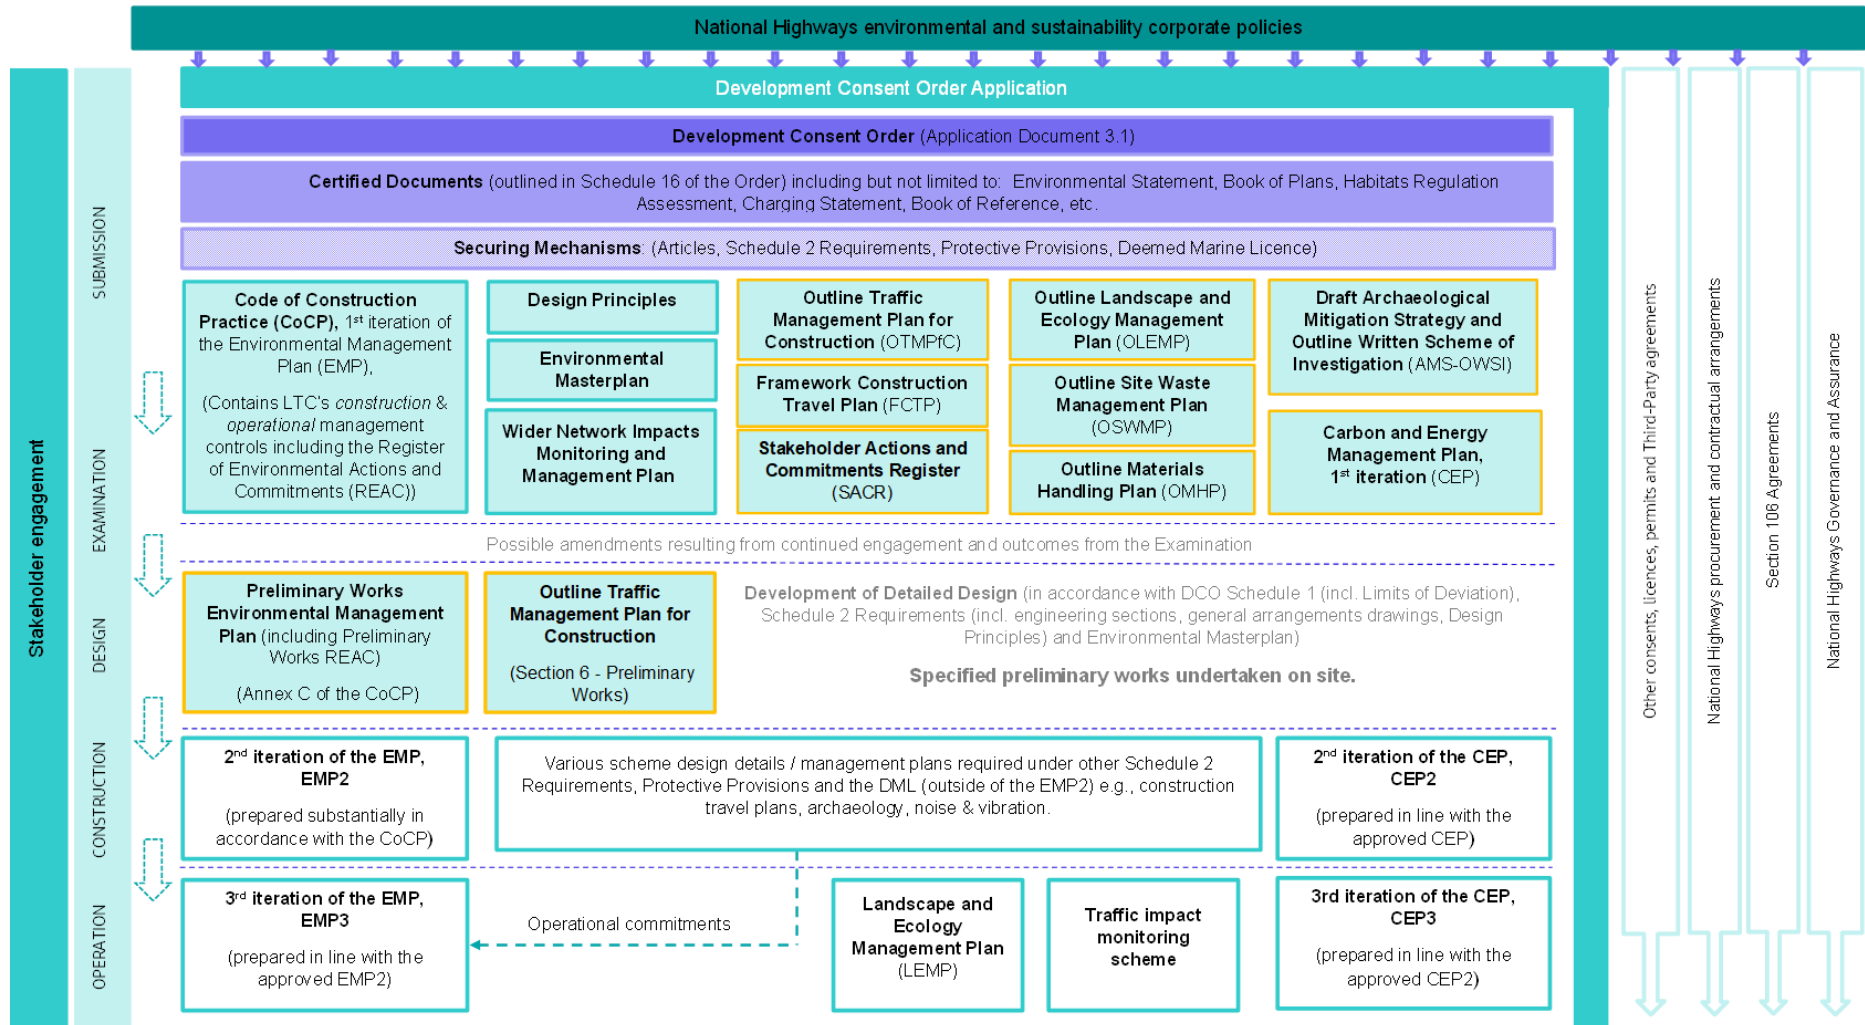 National Highways environmental and sustainability corporate policies
Stakeholder engagement
SUBMISSION
EXAMINATION
DESIGN
CONSTRUCTION
OPERATION
Development Consent Order Application
Development Consent Order (Application Document 3.1)
Certified Documents (outlined in Schedule 16 of the Order) including but not limited to: Environmental Statement, Book of Plans, Habitats Regulation
Assessment, Charging Statement, Book of Reference, etc.
Securing Mechanisms: (Articles, Schedule 2 Requirements, Protective Provisions, Deemed Marine Licence)
Code of Construction
Practice (CoCP), 1st iteration of
the Environmental Management
Plan (EMP),
(Contains LTC's construction &
operational management
controls including the Register
of Environmental Actions and
Commitments (REAC))
Design Principles
Environmental
Masterplan
Wider Network Impacts
Monitoring and
Management Plan
Outline Traffic
Management Plan for
Construction (OTMPfC)
Framework Construction
Travel Plan (FCTP)
Stakeholder Actions and
Commitments Register
(SACR)
Outline Landscape and
Ecology Management
Plan (OLEMP)
Outline Site Waste
Management Plan
(OSWMP)
Outline Materials
Handling Plan (OMHP)
Draft Archaeological
Mitigation Strategy and
Outline Written Scheme of
Investigation (AMS-OWSI)
Carbon and Energy
Management Plan,
1st iteration (CEP)
Possible amendments resulting from continued engagement and outcomes from the Examination
Preliminary Works
Environmental Management
Plan (including Preliminary
Works REAC)
(Annex C of the CoCP)
Outline Traffic
Management Plan for
Construction
(Section 6 - Preliminary
Works)
Development of Detailed Design (in accordance with DCO Schedule 1 (incl. Limits of Deviation),
Schedule 2 Requirements (incl. engineering sections, general arrangements drawings, Design
Principles) and Environmental Masterplan)
Specified preliminary works undertaken on site.
2nd iteration of the EMP,
EMP2
(prepared substantially in
accordance with the CoCP)
Various scheme design details / management plans required under other Schedule 2
Requirements, Protective Provisions and the DML (outside of the EMP2) e.g., construction
travel plans, archaeology, noise & vibration.
2nd iteration of the CEP,
CEP2
(prepared in line with the
approved CEP)
3rd iteration of the EMP,
EMP3
(prepared in line with the
approved EMP2)
Operational commitments
Landscape and
Ecology
Management Plan
(LEMP)
Traffic impact
monitoring
scheme
3rd iteration of the CEP,
CEP3
(prepared in line with the
approved CEP2)
Other consents, licences, permits and Third-Party agreements
National Highways procurement and contractual arrangements
Section 106 Agreements
National Highways Governance and Assurance